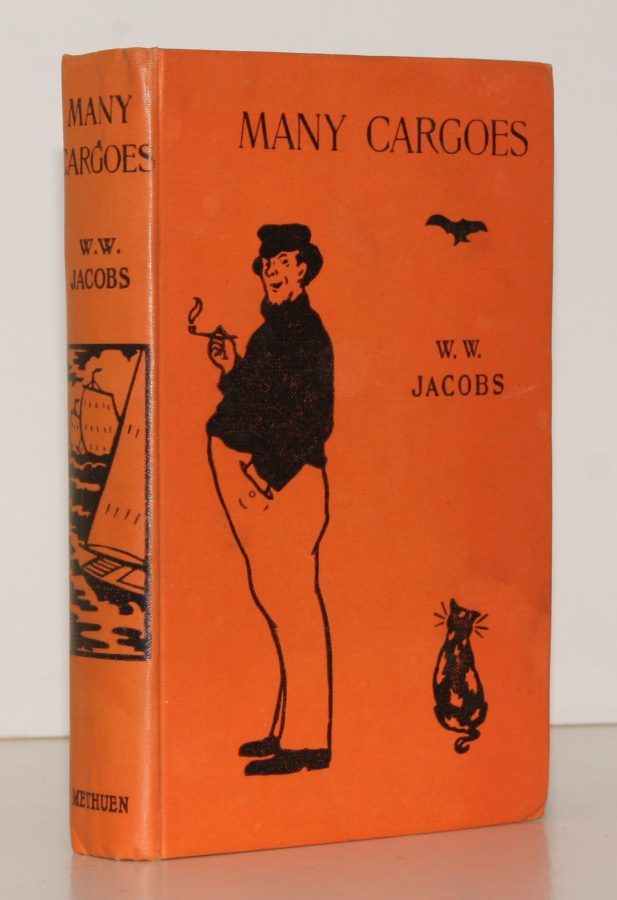 MANY
CARGOES
W.W.
JACOBS
METHUEN
MANY CARGOES
W. W.
JACOBS